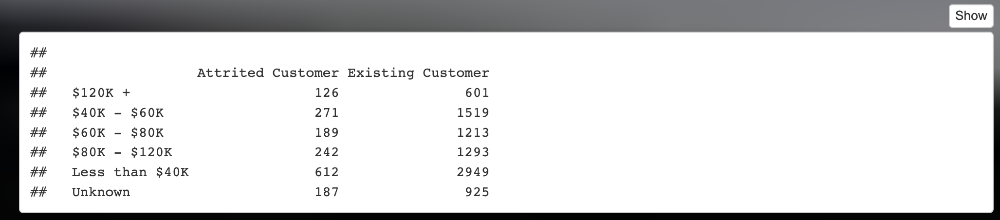 Show
##
## Attrited Customer Existing Customer
## $120K + 126 601
## $40K - $60K 271 1519
## $60K - $80K 189 1213
## $80K - $120K 242 1293
## Less than $40K 612 2949
## Unknown 187 925